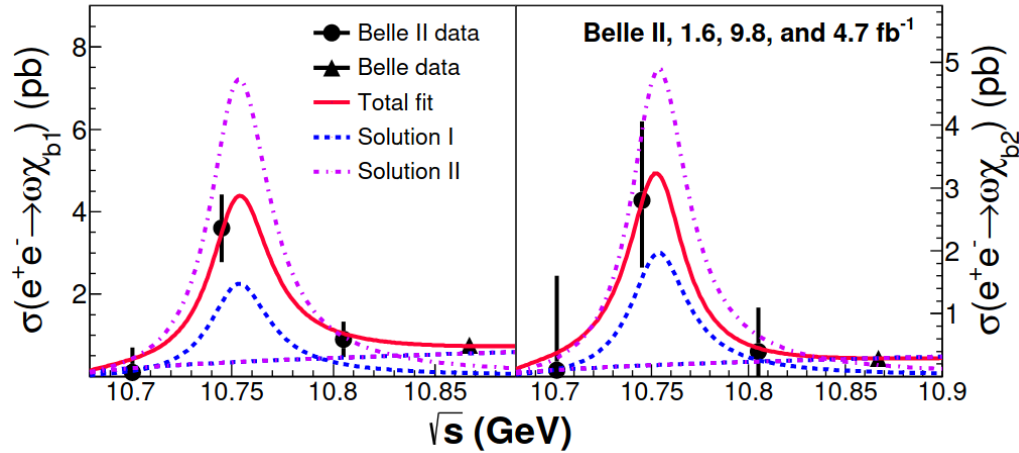 σ(e⁺e⁻→ωχ_b1) (pb)
8
6
4
2
Belle II data
Belle data
Total fit
Solution I
Solution II
10.7
10.75
10.8
10.85
Belle II, 1.6, 9.8, and 4.7 fb⁻¹
5
4
3
2
1
σ(e⁺e⁻→ωχ_b2) (pb)
10.7
10.75
10.8
10.85
10.9
√s (GeV)